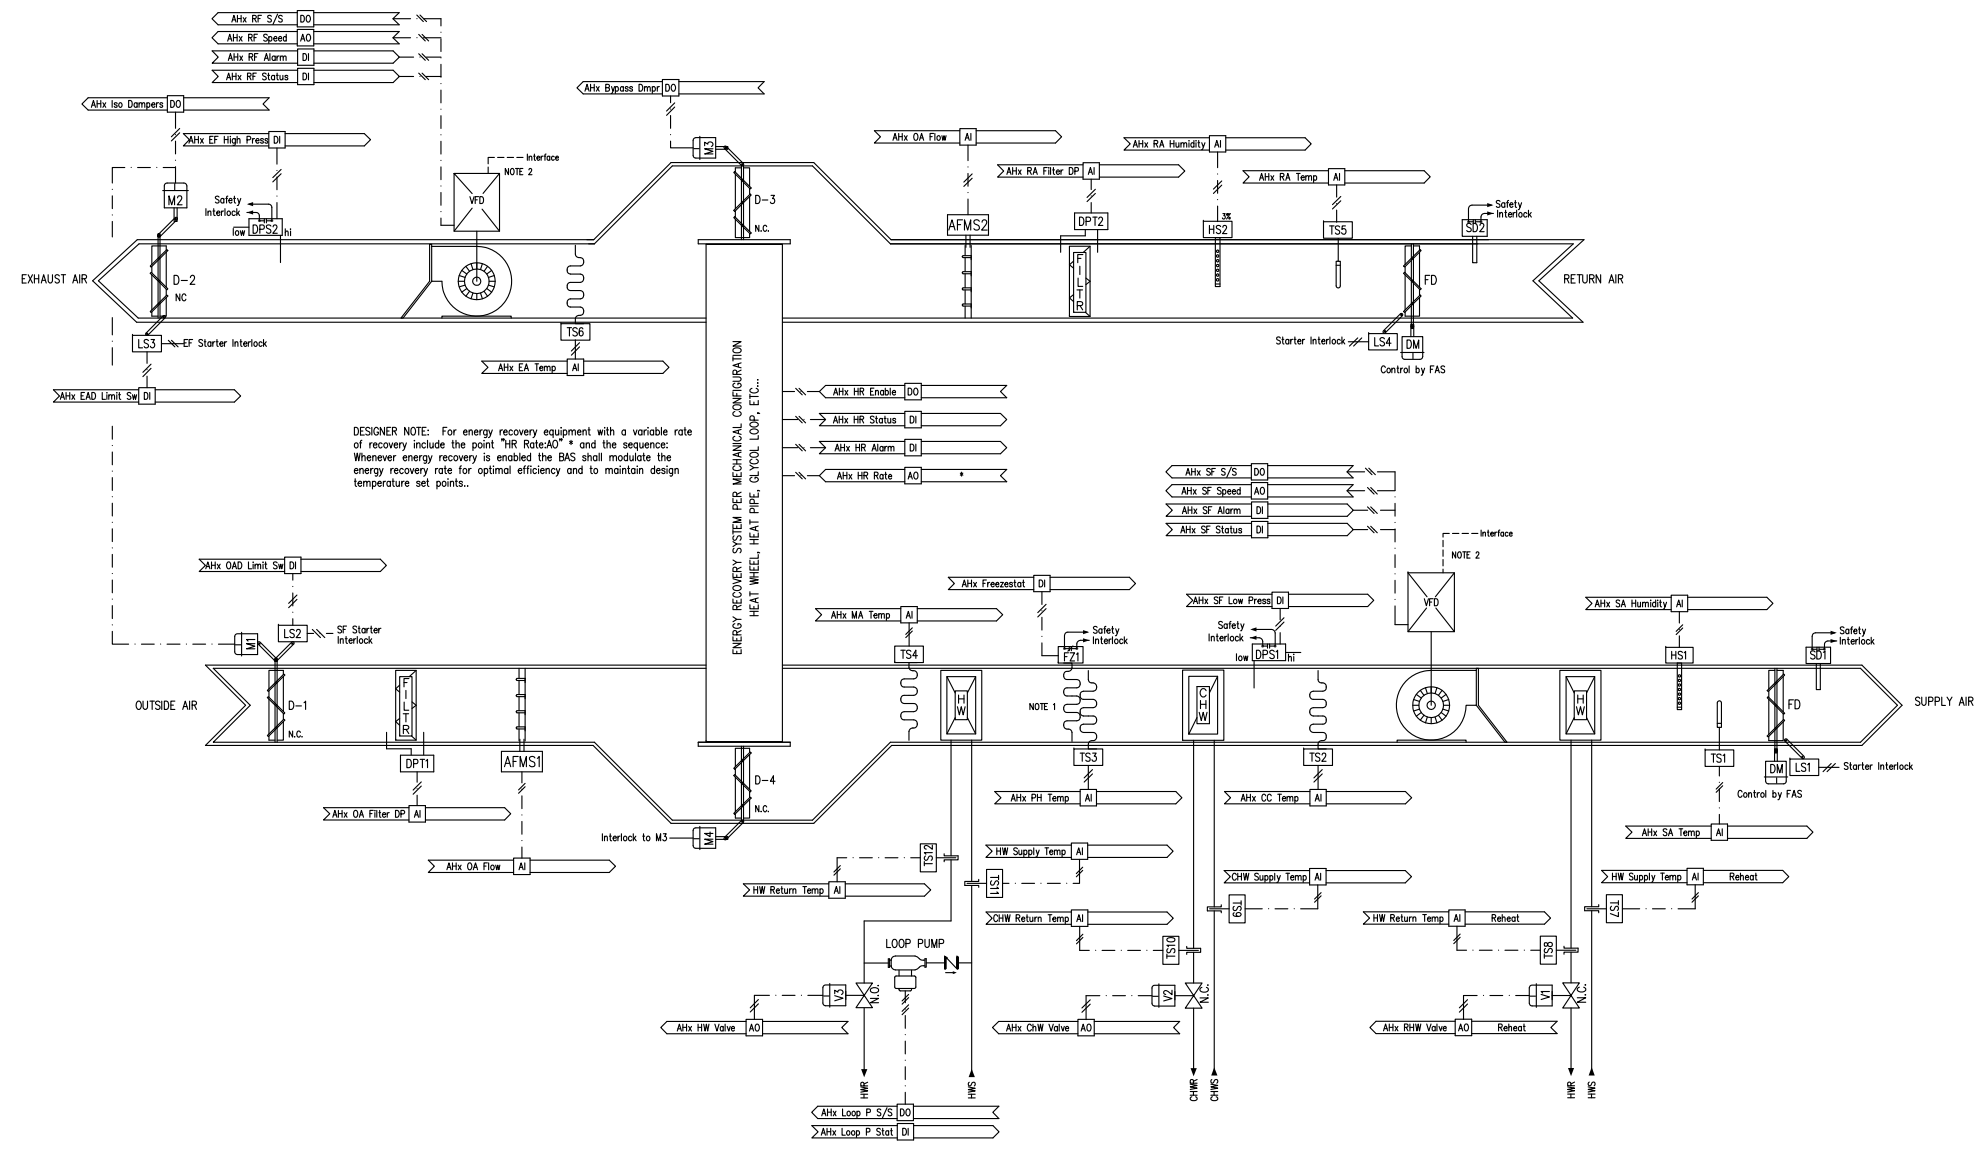 AHx RF S/S DO
AHx RF Speed AO
AHx RF Alarm DI
AHx RF Status DI
AHx Iso Dampers DO
AHx EF High Press DI
AHx Bypass Dmpr DO
AHx OA Flow AI
AHx RA Filter DP AI
AHx RA Humidity AI
AHx RA Temp AI
Interface
NOTE 2
VFD
M2
Safety
Interlock
low DPS2 hi
M3
D-3
N.C.
AFMS2
DPT2
3%
HS2
TS5
SD2
Safety
Interlock
EXHAUST AIR
D-2
NC
FILTR
FD
RETURN AIR
LS3
EF Starter Interlock
TS6
AHx EA Temp AI
AHx EAD Limit Sw DI
Starter Interlock
LS4
DM
Control by FAS
ENERGY RECOVERY SYSTEM PER MECHANICAL CONFIGURATION
HEAT WHEEL, HEAT PIPE, GLYCOL LOOP, ETC...
AHx HR Enable DO
AHx HR Status DI
AHx HR Alarm DI
AHx HR Rate AO *
DESIGNER NOTE: For energy recovery equipment with a variable rate
of recovery include the point "HR Rate:AO" * and the sequence:
Whenever energy recovery is enabled the BAS shall modulate the
energy recovery rate for optimal efficiency and to maintain design
temperature set points..
AHx SF S/S DO
AHx SF Speed AO
AHx SF Alarm DI
AHx SF Status DI
Interface
NOTE 2
VFD
AHx OAD Limit Sw DI
AHx MA Temp AI
AHx Freezestat DI
AHx SF Low Press DI
AHx SA Humidity AI
M1
LS2
SF Starter
Interlock
TS4
FZ1
Safety
Interlock
Safety
Interlock
low DPS1 hi
HS1
SD1
Safety
Interlock
OUTSIDE AIR
D-1
N.C.
FILTR
HW
NOTE 1
CHW
HW
FD
SUPPLY AIR
DPT1
AFMS1
D-4
N.C.
TS3
TS2
TS1
DM
LS1
Starter Interlock
Control by FAS
AHx OA Filter DP AI
AHx OA Flow AI
Interlock to M3
M4
AHx PH Temp AI
AHx CC Temp AI
AHx SA Temp AI
TS12
HW Return Temp AI
HW Supply Temp AI
TS11
CHW Return Temp AI
TS10
CHW Supply Temp AI
TS9
HW Return Temp AI Reheat
TS8
HW Supply Temp AI Reheat
TS7
LOOP PUMP
V3
N.O.
AHx HW Valve AO
V2
N.C.
AHx ChW Valve AO
V1
N.C.
AHx RHW Valve AO Reheat
HWR
HWS
CHWR
CHWS
HWR
HWS
AHx Loop P S/S DO
AHx Loop P Stat DI